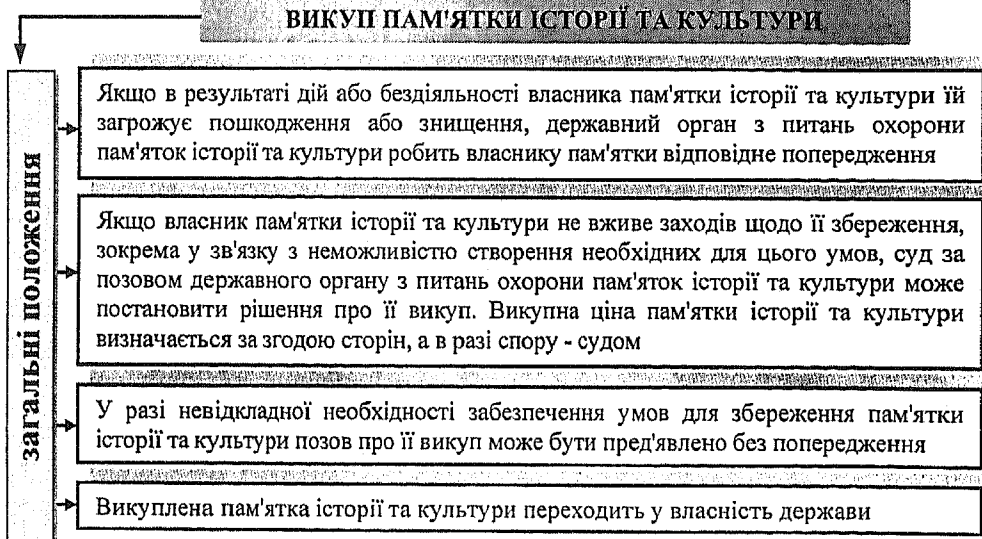 ВИКУП ПАМ'ЯТКИ ІСТОРІЇ ТА КУЛЬТУРИ
загальні положення
Якщо в результаті дій або бездіяльності власника пам'ятки історії та культури їй
загрожує пошкодження або знищення, державний орган з питань охорони
пам'яток історії та культури робить власнику пам'ятки відповідне попередження
Якщо власник пам'ятки історії та культури не вживе заходів щодо її збереження,
зокрема у зв'язку з неможливістю створення необхідних для цього умов, суд за
позовом державного органу з питань охорони пам'яток історії та культури може
постановити рішення про її викуп. Викупна ціна пам'ятки історії та культури
визначається за згодою сторін, а в разі спору - судом
У разі невідкладної необхідності забезпечення умов для збереження пам'ятки
історії та культури позов про її викуп може бути пред'явлено без попередження
Викуплена пам'ятка історії та культури переходить у власність держави